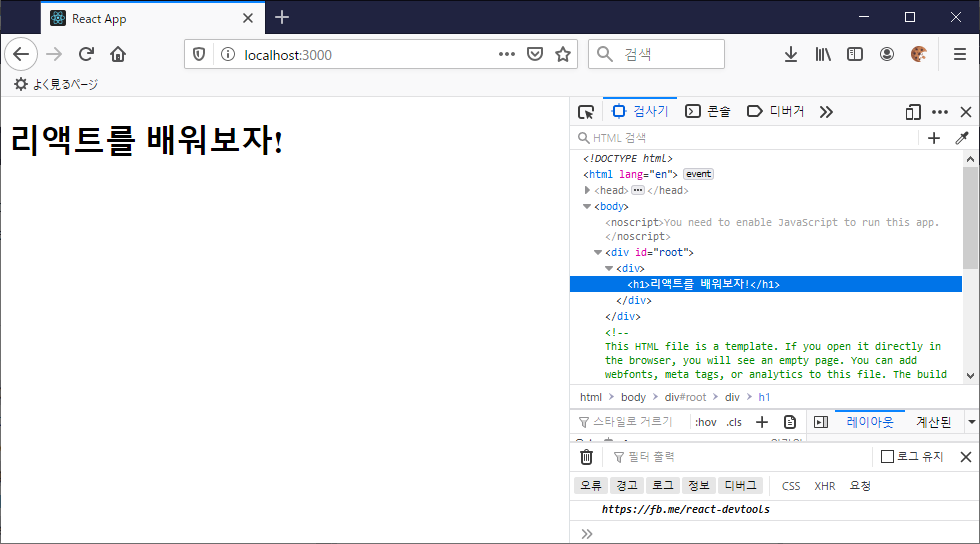 React App
localhost:3000
검색
よく見るページ
리액트를 배워보자!
검사기 콘솔 디버거
HTML 검색
<!DOCTYPE html>
<html lang="en"> event
<head>⋯</head>
<body>
<noscript>You need to enable JavaScript to run this app.
</noscript>
<div id="root">
<div>
<h1>리액트를 배워보자!</h1>
</div>
</div>
<!--
This HTML file is a template. If you open it directly in
the browser, you will see an empty page. You can add
webfonts, meta tags, or analytics to this file. The build
html > body > div#root > div > h1
스타일로 거르기 :hov .cls 레이아웃 계산된
필터 출력 로그 유지
오류 경고 로그 정보 디버그 CSS XHR 요청
https://fb.me/react-devtools